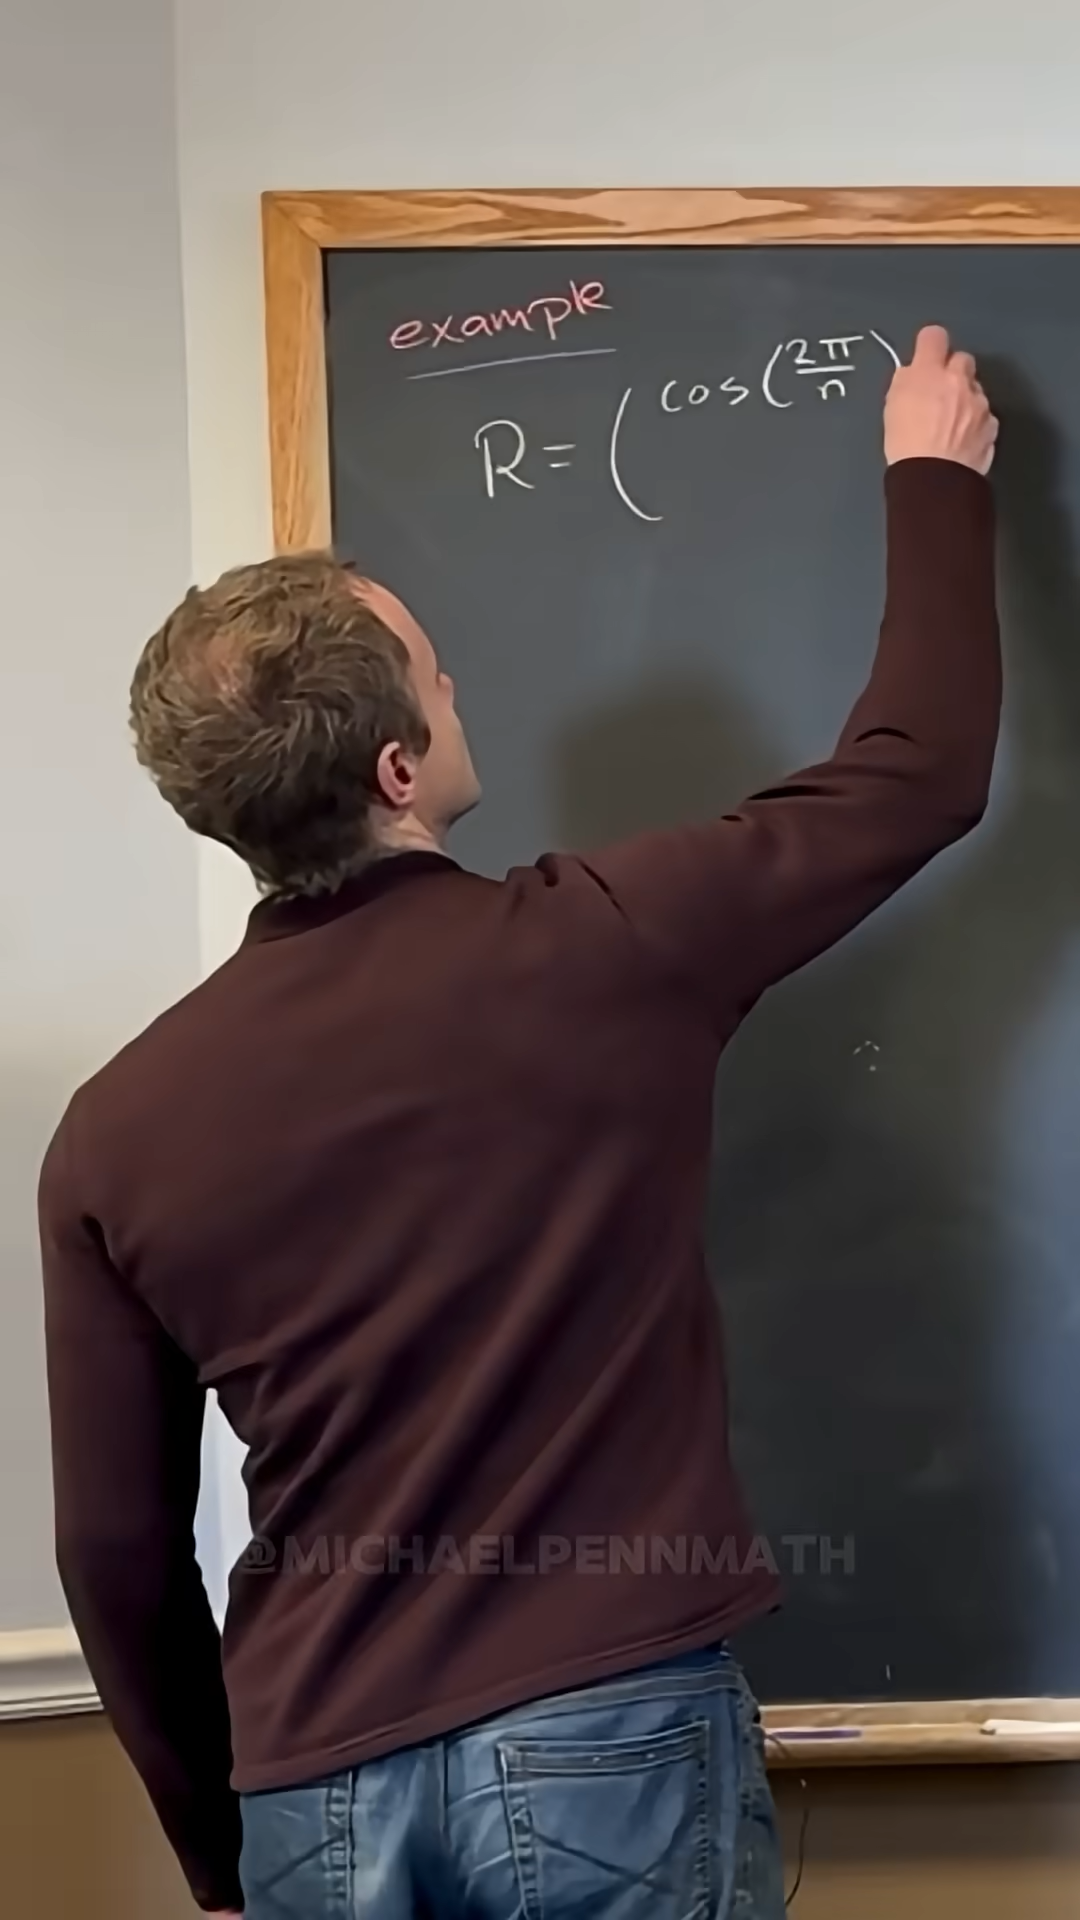 example
R = ( cos(2π/n)
@MICHAELPENNMATH